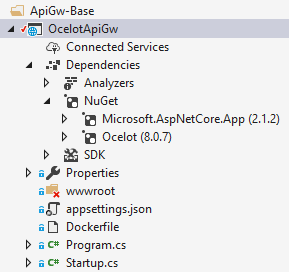 ApiGw-Base
OcelotApiGw
Connected Services
Dependencies
Analyzers
NuGet
Microsoft.AspNetCore.App (2.1.2)
Ocelot (8.0.7)
SDK
Properties
wwwroot
appsettings.json
Dockerfile
C# Program.cs
C# Startup.cs